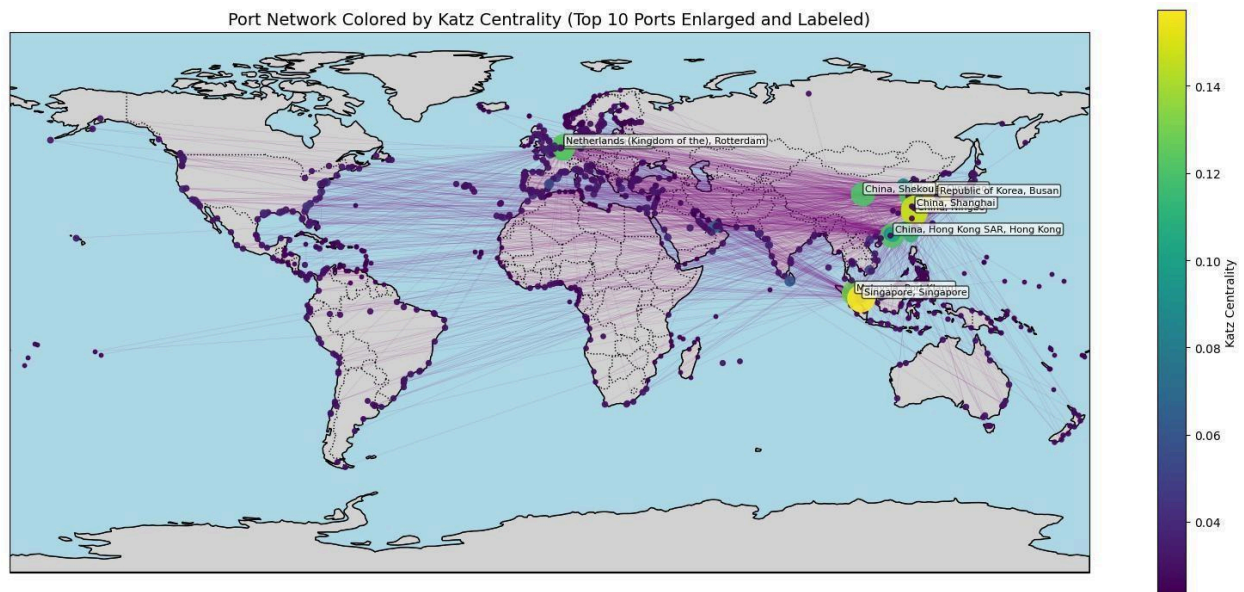 Port Network Colored by Katz Centrality (Top 10 Ports Enlarged and Labeled)
Netherlands (Kingdom of the), Rotterdam
China, Shekou
Republic of Korea, Busan
China, Shanghai
China, Hong Kong SAR, Hong Kong
Singapore, Singapore
0.14
0.12
0.10
0.08
0.06
0.04
Katz Centrality